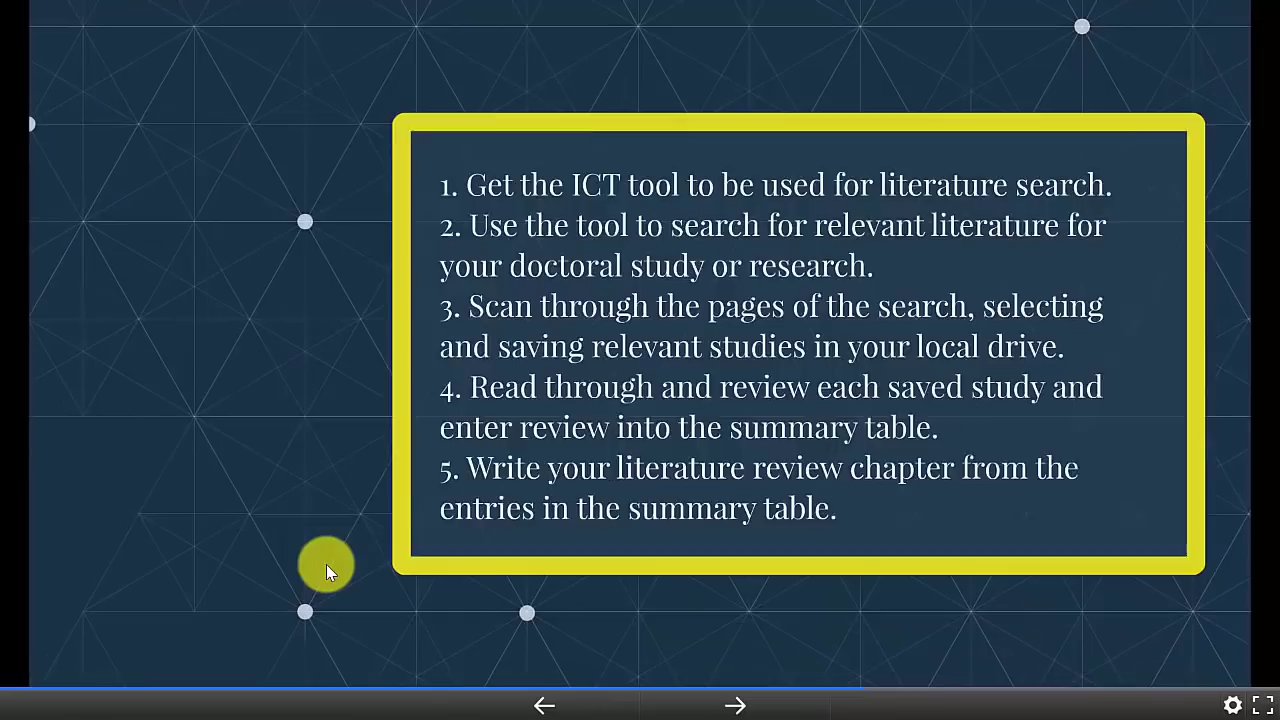 1. Get the ICT tool to be used for literature search.
2. Use the tool to search for relevant literature for
your doctoral study or research.
3. Scan through the pages of the search, selecting
and saving relevant studies in your local drive.
4. Read through and review each saved study and
enter review into the summary table.
5. Write your literature review chapter from the
entries in the summary table.